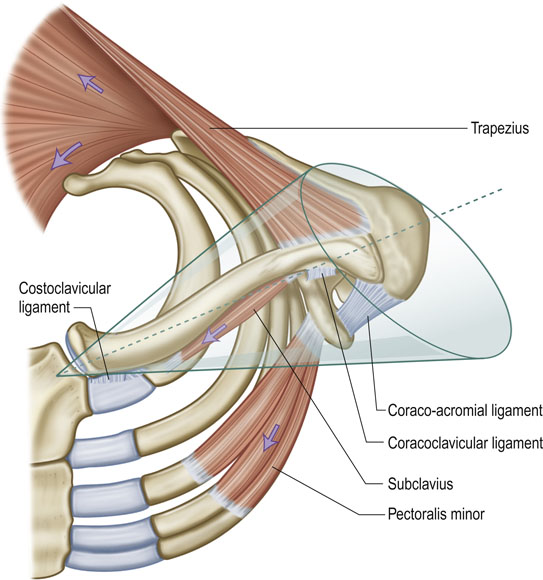 Trapezius
Costoclavicular
ligament
Coraco-acromial ligament
Coracoclavicular ligament
Subclavius
Pectoralis minor